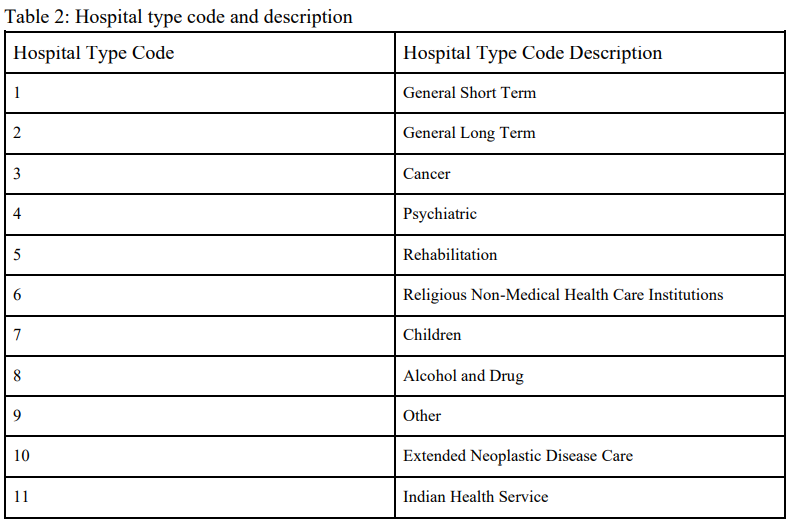 Table 2: Hospital type code and description
Hospital Type Code Hospital Type Code Description
1 General Short Term
2 General Long Term
3 Cancer
4 Psychiatric
5 Rehabilitation
6 Religious Non-Medical Health Care Institutions
7 Children
8 Alcohol and Drug
9 Other
10 Extended Neoplastic Disease Care
11 Indian Health Service